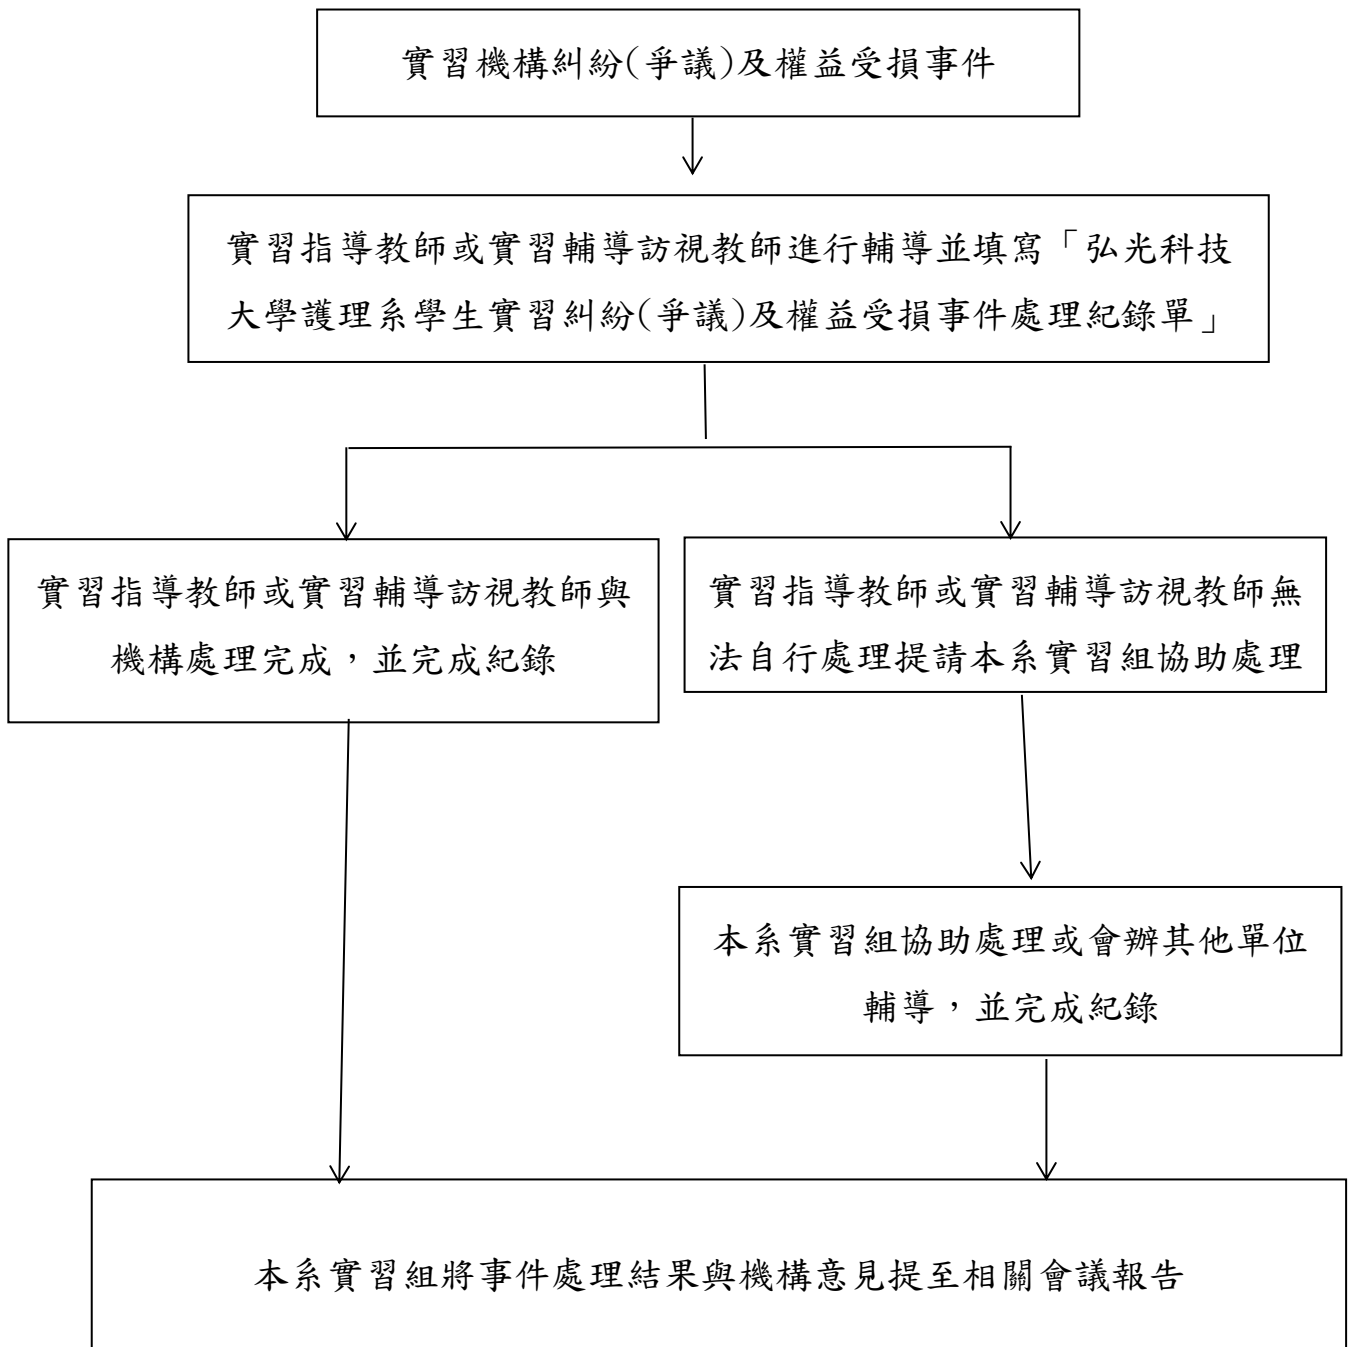 實習機構糾紛(爭議)及權益受損事件
實習指導教師或實習輔導訪視教師進行輔導並填寫「弘光科技
大學護理系學生實習糾紛(爭議)及權益受損事件處理紀錄單」
實習指導教師或實習輔導訪視教師與
機構處理完成，並完成紀錄
實習指導教師或實習輔導訪視教師無
法自行處理提請本系實習組協助處理
本系實習組協助處理或會辦其他單位
輔導，並完成紀錄
本系實習組將事件處理結果與機構意見提至相關會議報告